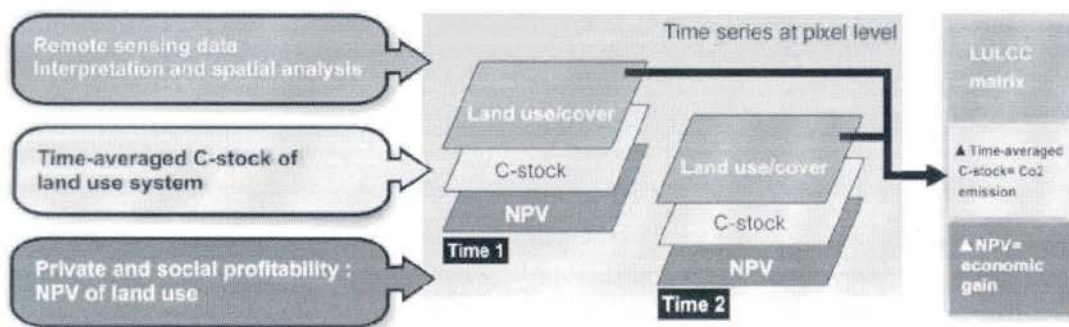 Remote sensing data
Interpretation and spatial analysis
Time-averaged C-stock of
land use system
Private and social profitability :
NPV of land use
Time series at pixel level
Land use/cover
C-stock
NPV
Time 1
Land use/cover
C-stock
NPV
Time 2
LULCC
matrix
▲ Time-averaged
C-stock= Co2
emission
▲ NPV=
economic
gain